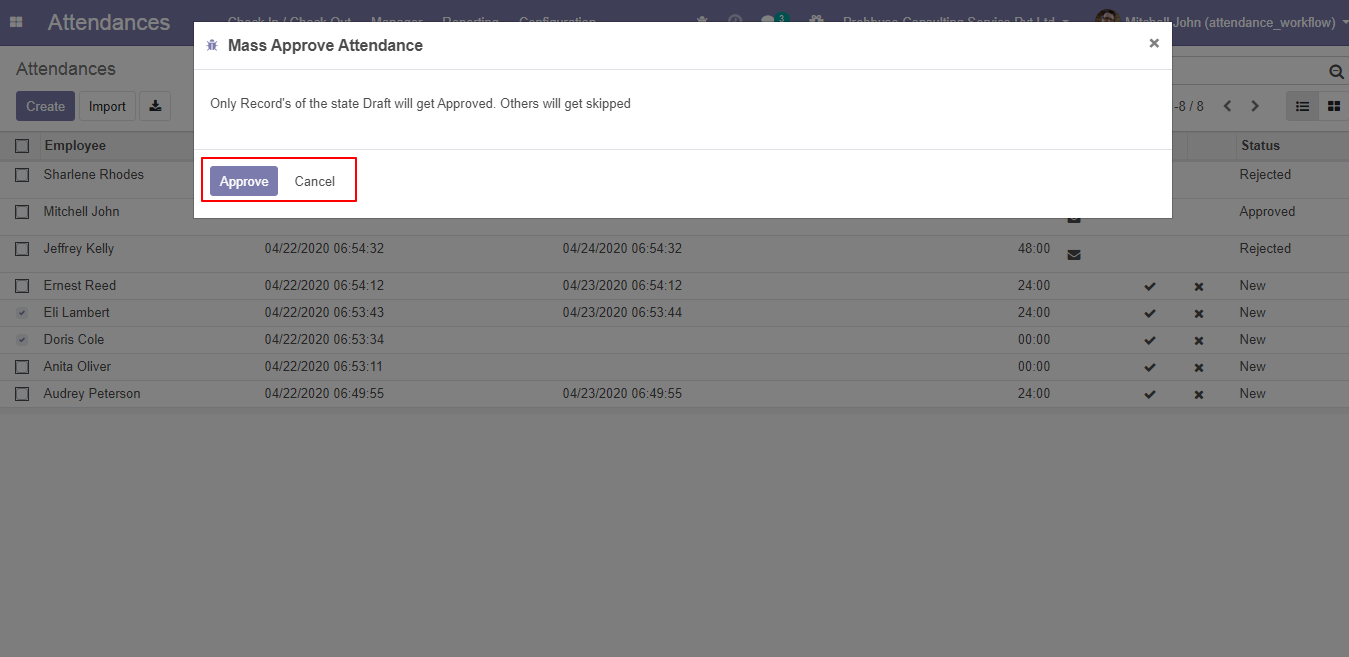 Attendances Check In / Check Out Manager Reporting Configuration 3 Prabhuso Consulting Service Pvt Ltd Mitchell John (attendance_workflow)
Mass Approve Attendance ×
Attendances
Only Record's of the state Draft will get Approved. Others will get skipped
Create Import -8 / 8
Employee Status
Sharlene Rhodes Rejected
Approve Cancel
Mitchell John Approved
Jeffrey Kelly 04/22/2020 06:54:32 04/24/2020 06:54:32 48:00 Rejected
Ernest Reed 04/22/2020 06:54:12 04/23/2020 06:54:12 24:00 New
Eli Lambert 04/22/2020 06:53:43 04/23/2020 06:53:44 24:00 New
Doris Cole 04/22/2020 06:53:34 00:00 New
Anita Oliver 04/22/2020 06:53:11 00:00 New
Audrey Peterson 04/22/2020 06:49:55 04/23/2020 06:49:55 24:00 New